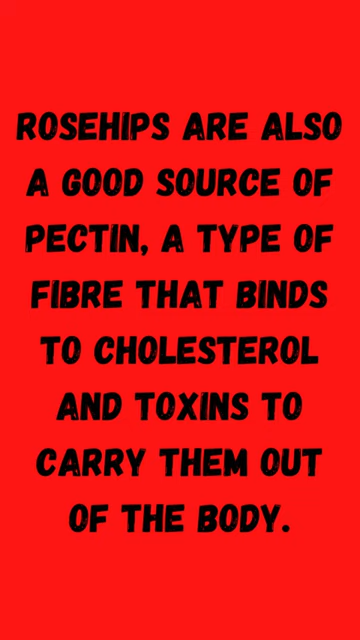 ROSEHIPS ARE ALSO
A GOOD SOURCE OF
PECTIN, A TYPE OF
FIBRE THAT BINDS
TO CHOLESTEROL
AND TOXINS TO
CARRY THEM OUT
OF THE BODY.